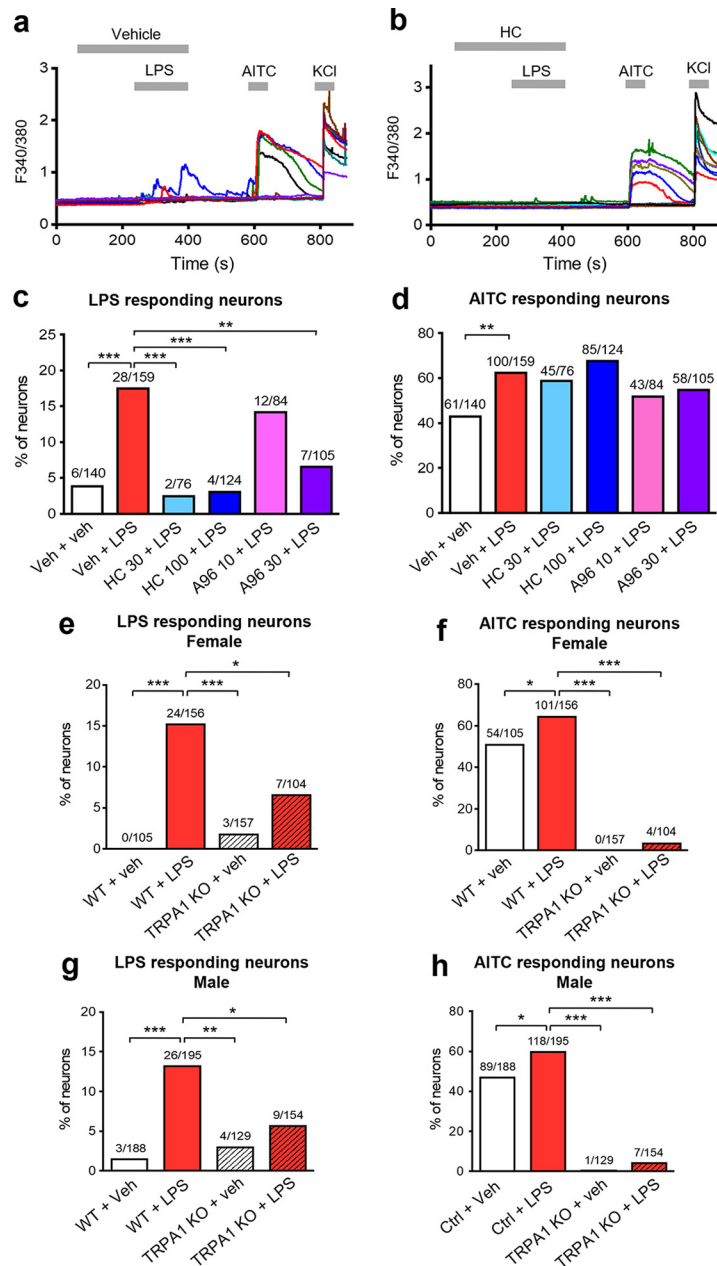 a
Vehicle
LPS
AITC
KCl
F340/380
3
2
1
0
0
200
400
600
800
Time (s)
b
HC
LPS
AITC
KCl
F340/380
3
2
1
0
0
200
400
600
800
Time (s)
c
LPS responding neurons
% of neurons
25
20
15
10
5
0
**
***
***
***
6/140
28/159
2/76
4/124
12/84
7/105
Veh + veh
Veh + LPS
HC 30 + LPS
HC 100 + LPS
A96 10 + LPS
A96 30 + LPS
d
AITC responding neurons
% of neurons
80
60
40
20
0
**
61/140
100/159
45/76
85/124
43/84
58/105
Veh + veh
Veh + LPS
HC 30 + LPS
HC 100 + LPS
A96 10 + LPS
A96 30 + LPS
e
LPS responding neurons
Female
% of neurons
20
15
10
5
0
*
***
***
0/105
24/156
3/157
7/104
WT + veh
WT + LPS
TRPA1 KO + veh
TRPA1 KO + LPS
f
AITC responding neurons
Female
% of neurons
80
60
40
20
0
***
*
***
54/105
101/156
0/157
4/104
WT + veh
WT + LPS
TRPA1 KO + veh
TRPA1 KO + LPS
g
LPS responding neurons
Male
% of neurons
20
15
10
5
0
*
***
**
3/188
26/195
4/129
9/154
WT + Veh
WT + LPS
TRPA1 KO + veh
TRPA1 KO + LPS
h
AITC responding neurons
Male
% of neurons
80
60
40
20
0
***
*
***
89/188
118/195
1/129
7/154
Ctrl + Veh
Ctrl + LPS
TRPA1 KO + veh
TRPA1 KO + LPS